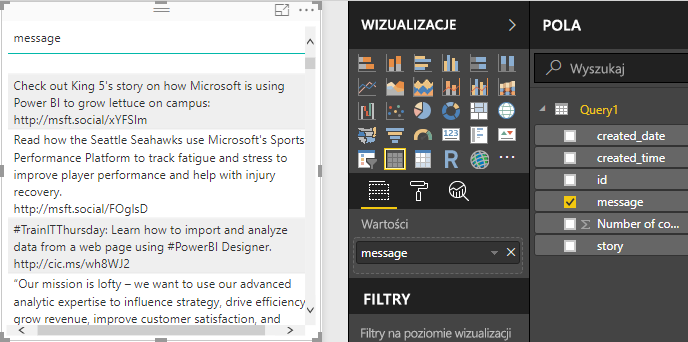 message
Check out King 5's story on how Microsoft is using
Power BI to grow lettuce on campus:
http://msft.social/xYFSIm
Read how the Seattle Seahawks use Microsoft's Sports
Performance Platform to track fatigue and stress to
improve player performance and help with injury
recovery.
http://msft.social/FOglsD
#TrainITThursday: Learn how to import and analyze
data from a web page using #PowerBI Designer.
http://cic.ms/wh8WJ2
“Our mission is lofty – we want to use our advanced
analytic expertise to influence strategy, drive efficiency
grow revenue, improve customer satisfaction, and
WIZUALIZACJE
123
R
Wartości
message
FILTRY
Filtry na poziomie wizualizacji
POLA
Wyszukaj
Query1
created_date
created_time
id
message
Σ Number of co...
story